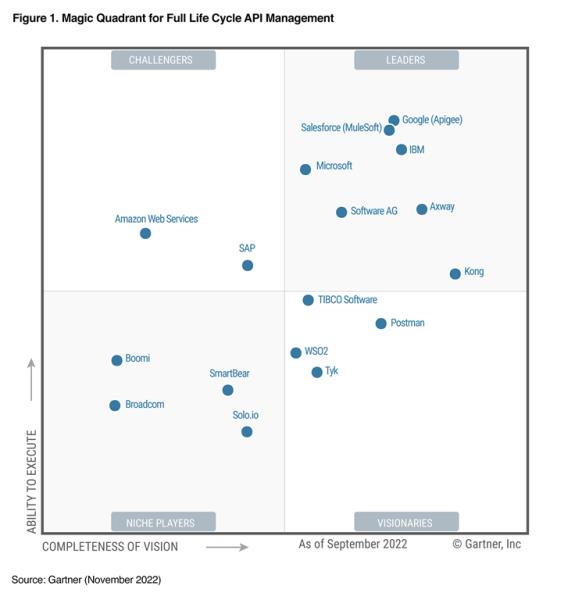 Figure 1. Magic Quadrant for Full Life Cycle API Management
CHALLENGERS
LEADERS
Google (Apigee)
Salesforce (MuleSoft)
IBM
Microsoft
Software AG
Axway
Amazon Web Services
SAP
Kong
TIBCO Software
Postman
WSO2
Tyk
Boomi
SmartBear
Broadcom
Solo.io
NICHE PLAYERS
VISIONARIES
ABILITY TO EXECUTE
COMPLETENESS OF VISION
As of September 2022
© Gartner, Inc
Source: Gartner (November 2022)